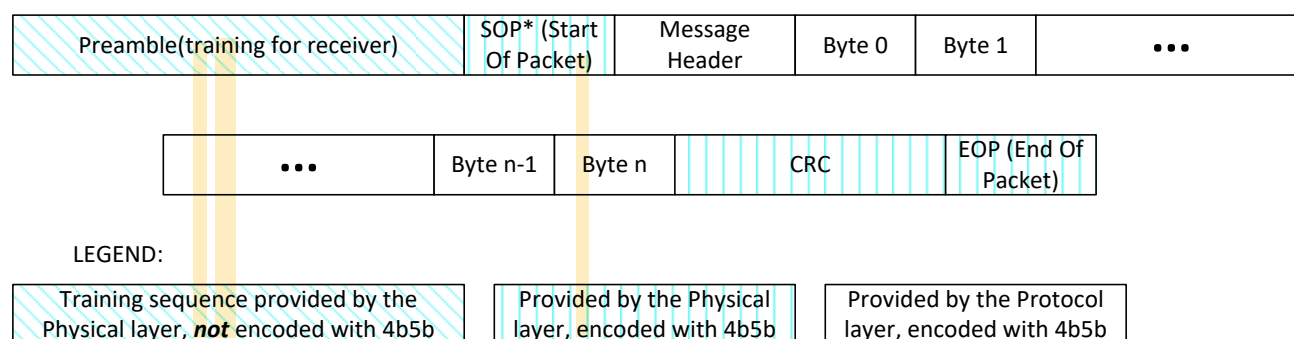 Preamble(training for receiver)
SOP* (Start
Of Packet)
Message
Header
Byte 0
Byte 1
•••
•••
Byte n-1
Byte n
CRC
EOP (End Of
Packet)
LEGEND:
Training sequence provided by the
Physical layer, not encoded with 4b5b
Provided by the Physical
layer, encoded with 4b5b
Provided by the Protocol
layer, encoded with 4b5b